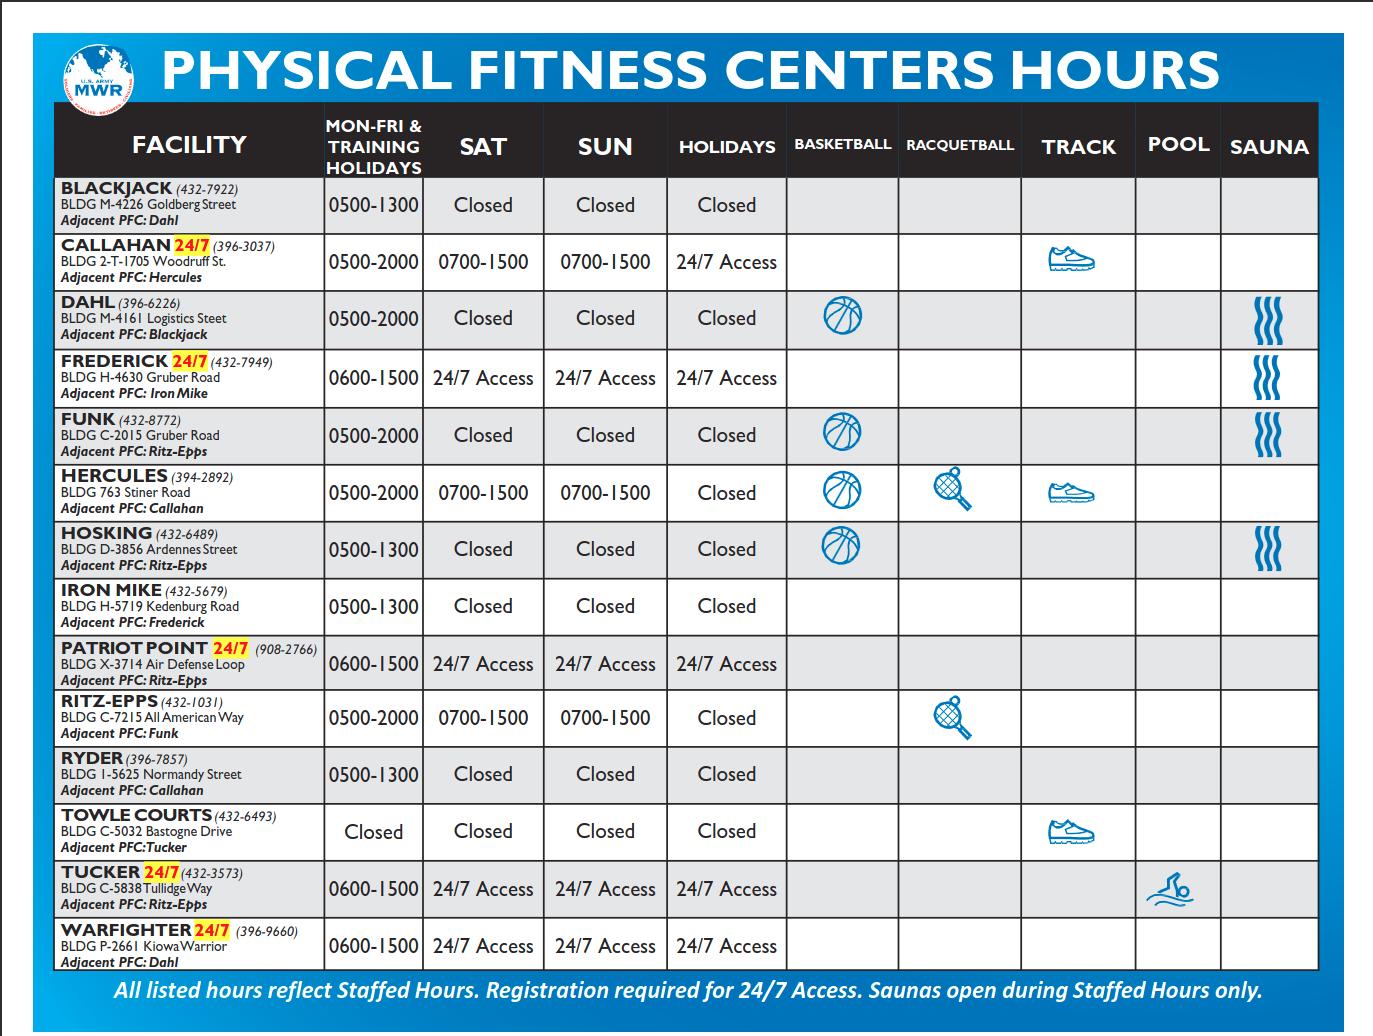 PHYSICAL FITNESS CENTERS HOURS
U.S. ARMY
MWR
FACILITY
MON-FRI &
TRAINING
HOLIDAYS
SAT
SUN
HOLIDAYS
BASKETBALL
RACQUETBALL
TRACK
POOL
SAUNA
BLACKJACK (432-7922)
BLDG M-4226 Goldberg Street
Adjacent PFC: Dahl
0500-1300
Closed
Closed
Closed
CALLAHAN 24/7 (396-3037)
BLDG 2-T-1705 Woodruff St.
Adjacent PFC: Hercules
0500-2000
0700-1500
0700-1500
24/7 Access
DAHL (396-6226)
BLDG M-4161 Logistics Steet
Adjacent PFC: Blackjack
0500-2000
Closed
Closed
Closed
FREDERICK 24/7 (432-7949)
BLDG H-4630 Gruber Road
Adjacent PFC: Iron Mike
0600-1500
24/7 Access
24/7 Access
24/7 Access
FUNK (432-8772)
BLDG C-2015 Gruber Road
Adjacent PFC: Ritz-Epps
0500-2000
Closed
Closed
Closed
HERCULES (394-2892)
BLDG 763 Stiner Road
Adjacent PFC: Callahan
0500-2000
0700-1500
0700-1500
Closed
HOSKING (432-6489)
BLDG D-3856 Ardennes Street
Adjacent PFC: Ritz-Epps
0500-1300
Closed
Closed
Closed
IRON MIKE (432-5679)
BLDG H-5719 Kedenburg Road
Adjacent PFC: Frederick
0500-1300
Closed
Closed
Closed
PATRIOT POINT 24/7 (908-2766)
BLDG X-3714 Air Defense Loop
Adjacent PFC: Ritz-Epps
0600-1500
24/7 Access
24/7 Access
24/7 Access
RITZ-EPPS (432-1031)
BLDG C-7215 All American Way
Adjacent PFC: Funk
0500-2000
0700-1500
0700-1500
Closed
RYDER (396-7857)
BLDG 1-5625 Normandy Street
Adjacent PFC: Callahan
0500-1300
Closed
Closed
Closed
TOWLE COURTS (432-6493)
BLDG C-5032 Bastogne Drive
Adjacent PFC:Tucker
Closed
Closed
Closed
Closed
TUCKER 24/7 (432-3573)
BLDG C-5838 Tullidge Way
Adjacent PFC: Ritz-Epps
0600-1500
24/7 Access
24/7 Access
24/7 Access
WARFIGHTER 24/7 (396-9660)
BLDG P-2661 Kiowa Warrior
Adjacent PFC: Dahl
0600-1500
24/7 Access
24/7 Access
24/7 Access
All listed hours reflect Staffed Hours. Registration required for 24/7 Access. Saunas open during Staffed Hours only.